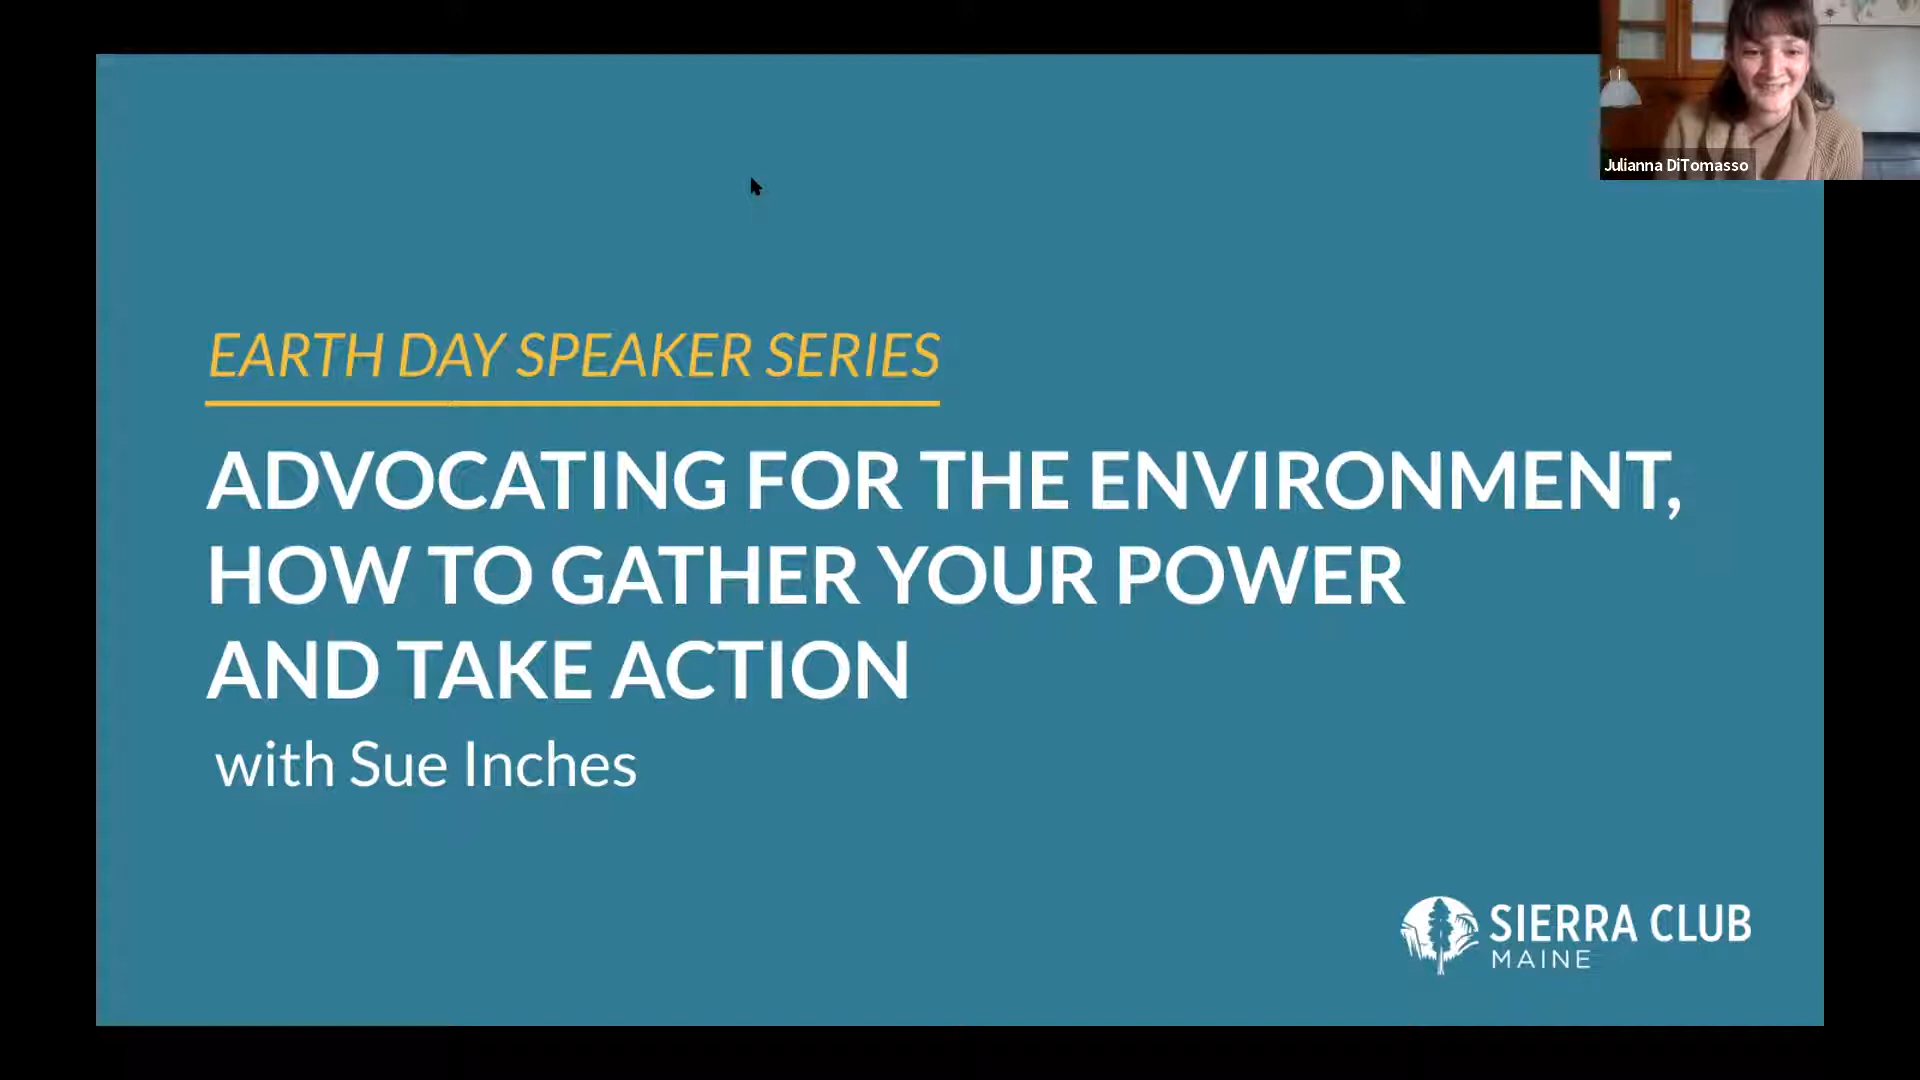 Julianna DiTomasso
EARTH DAY SPEAKER SERIES
ADVOCATING FOR THE ENVIRONMENT,
HOW TO GATHER YOUR POWER
AND TAKE ACTION
with Sue Inches
SIERRA CLUB
MAINE